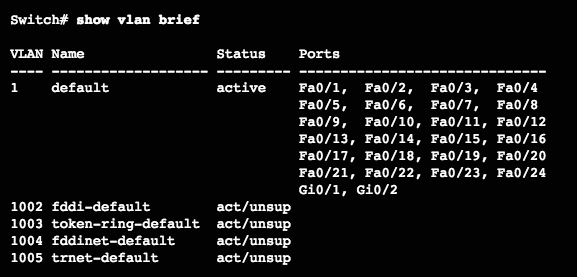 Switch# show vlan brief
VLAN Name                Status    Ports
---- ------------------- --------- -------------------------------
1    default             active    Fa0/1,  Fa0/2,  Fa0/3,  Fa0/4
                                   Fa0/5,  Fa0/6,  Fa0/7,  Fa0/8
                                   Fa0/9,  Fa0/10, Fa0/11, Fa0/12
                                   Fa0/13, Fa0/14, Fa0/15, Fa0/16
                                   Fa0/17, Fa0/18, Fa0/19, Fa0/20
                                   Fa0/21, Fa0/22, Fa0/23, Fa0/24
                                   Gi0/1, Gi0/2
1002 fddi-default        act/unsup
1003 token-ring-default  act/unsup
1004 fddinet-default     act/unsup
1005 trnet-default       act/unsup